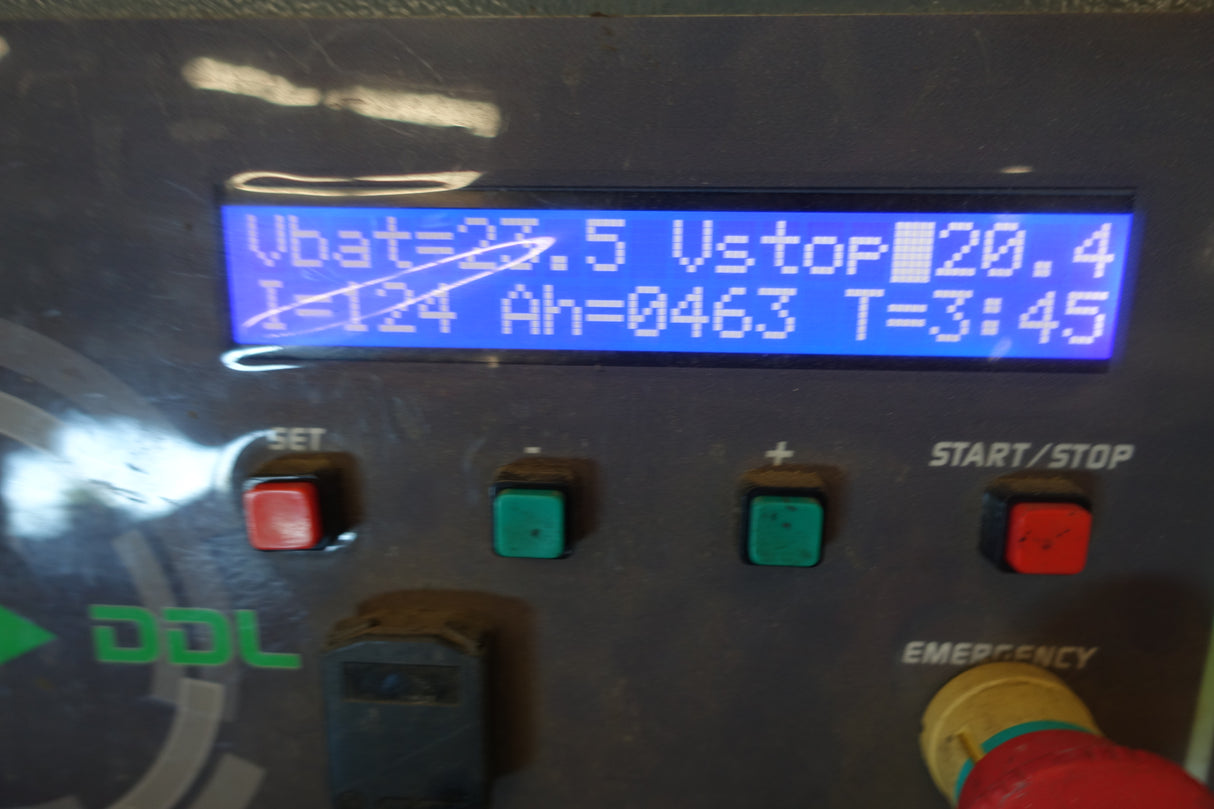 Vbat=23.5 Vstop█20.4
I=124 Ah=0463 T=3:45
SET - + START/STOP
DDL
EMERGENCY